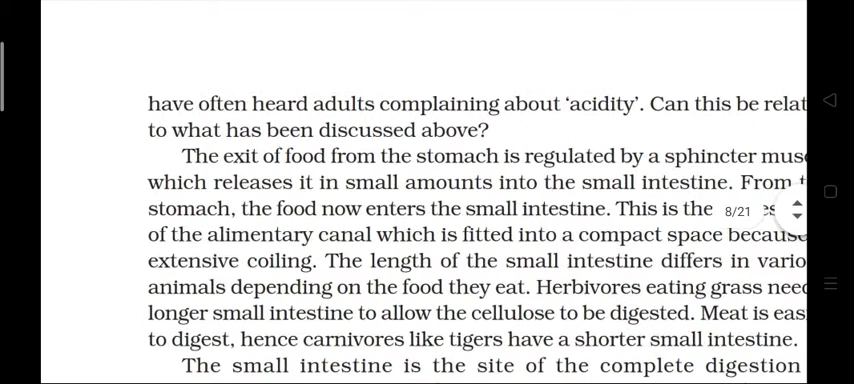 have often heard adults complaining about ‘acidity’. Can this be relat
to what has been discussed above?
The exit of food from the stomach is regulated by a sphincter musc
which releases it in small amounts into the small intestine. From t
stomach, the food now enters the small intestine. This is the
8/21
of the alimentary canal which is fitted into a compact space because
extensive coiling. The length of the small intestine differs in vario
animals depending on the food they eat. Herbivores eating grass need
longer small intestine to allow the cellulose to be digested. Meat is eas
to digest, hence carnivores like tigers have a shorter small intestine.
The small intestine is the site of the complete digestion